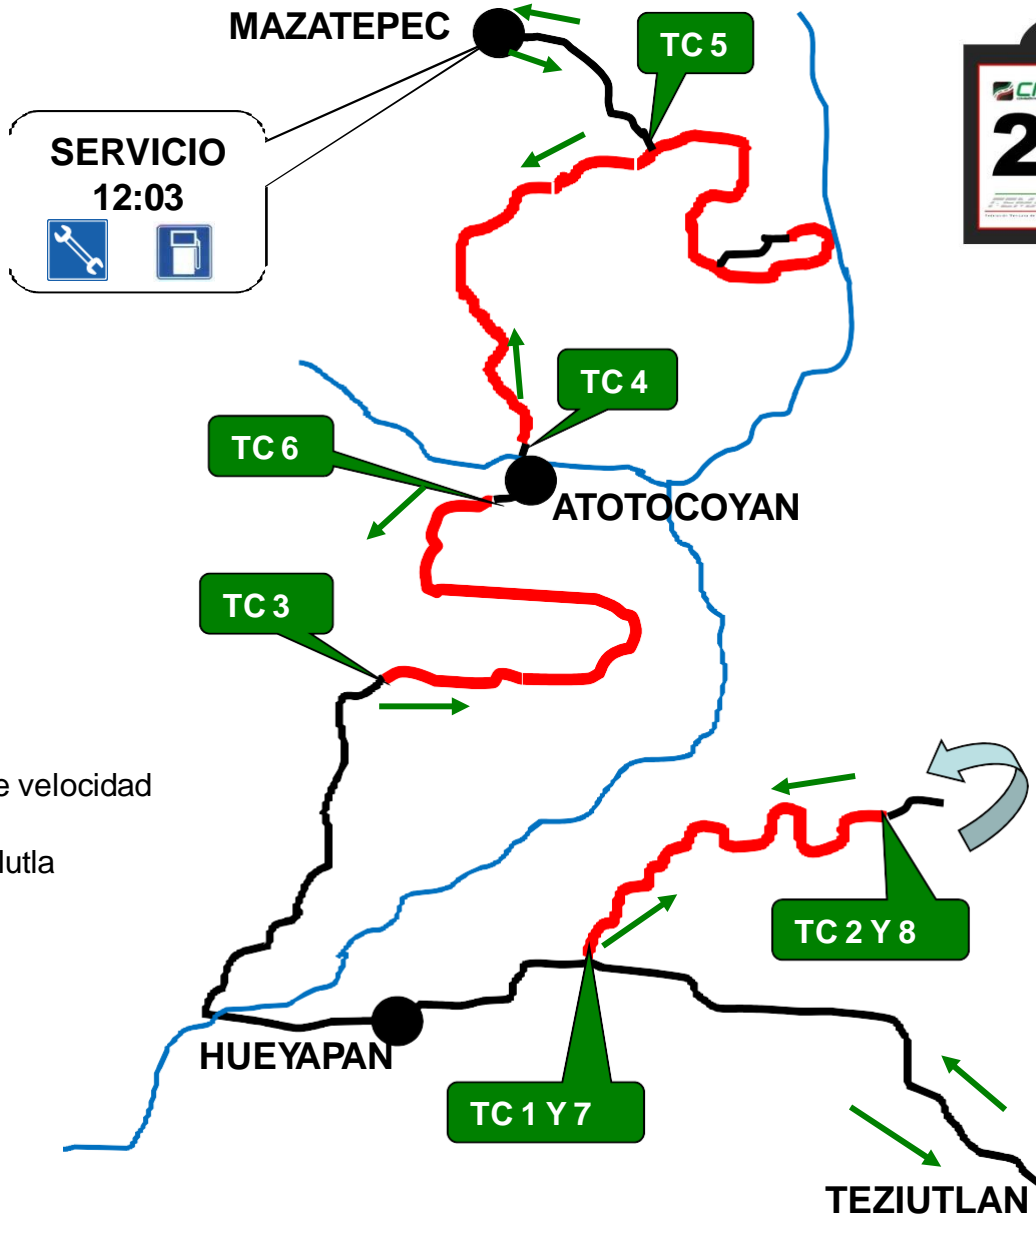 MAZATEPEC
TC 5
SERVICIO
12:03
2
TC 4
TC 6
ATOTOCOYAN
TC 3
e velocidad
lutla
TC 2 Y 8
HUEYAPAN
TC 1 Y 7
TEZIUTLAN